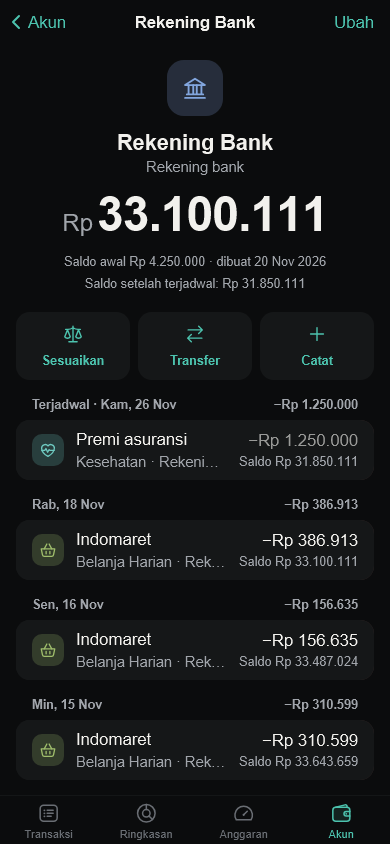 Akun Rekening Bank Ubah
Rekening Bank
Rekening bank
Rp 33.100.111
Saldo awal Rp 4.250.000 · dibuat 20 Nov 2026
Saldo setelah terjadwal: Rp 31.850.111
Sesuaikan Transfer Catat
Terjadwal · Kam, 26 Nov −Rp 1.250.000
Premi asuransi −Rp 1.250.000
Kesehatan · Rekeni... Saldo Rp 31.850.111
Rab, 18 Nov −Rp 386.913
Indomaret −Rp 386.913
Belanja Harian · Rek... Saldo Rp 33.100.111
Sen, 16 Nov −Rp 156.635
Indomaret −Rp 156.635
Belanja Harian · Rek... Saldo Rp 33.487.024
Min, 15 Nov −Rp 310.599
Indomaret −Rp 310.599
Belanja Harian · Rek... Saldo Rp 33.643.659
Transaksi Ringkasan Anggaran Akun